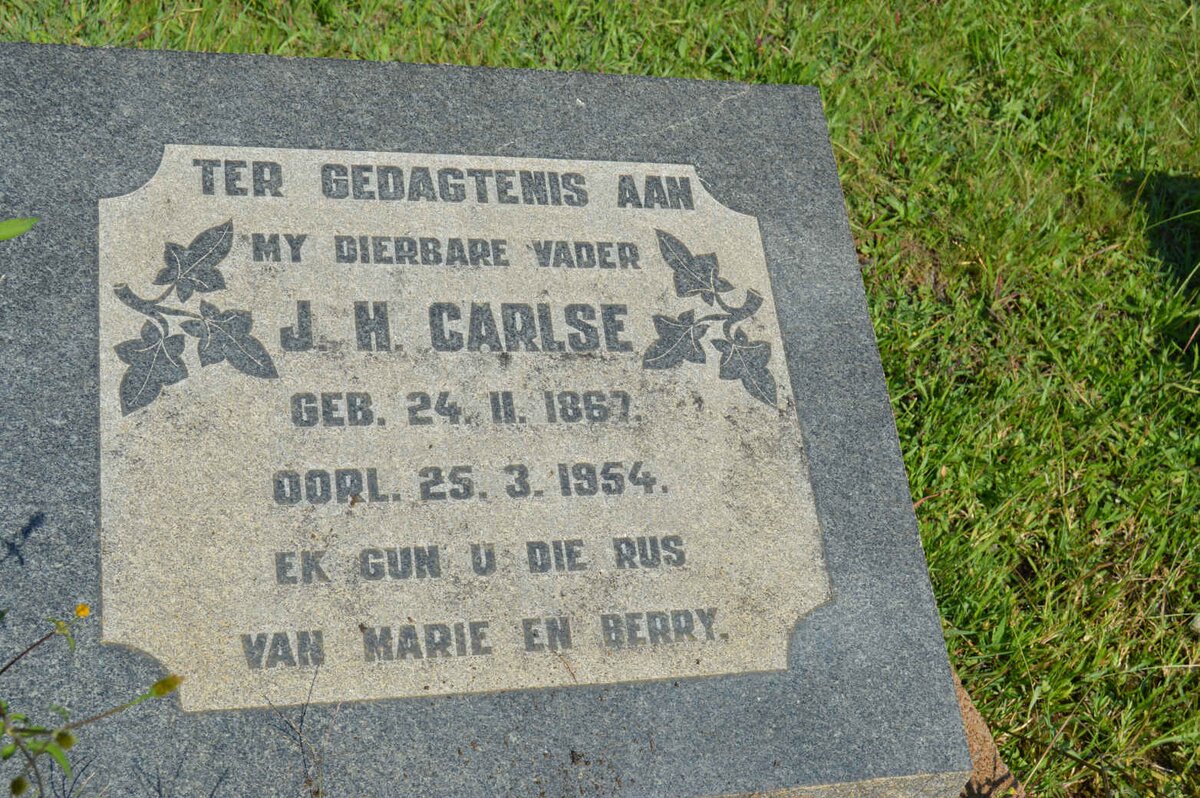 TER GEDAGTENIS AAN
MY DIERBARE VADER
J. H. CARLSE
GEB. 24. 11. 1867.
OORL. 25. 3. 1954.
EK GUN U DIE RUS
VAN MARIE EN BERRY.